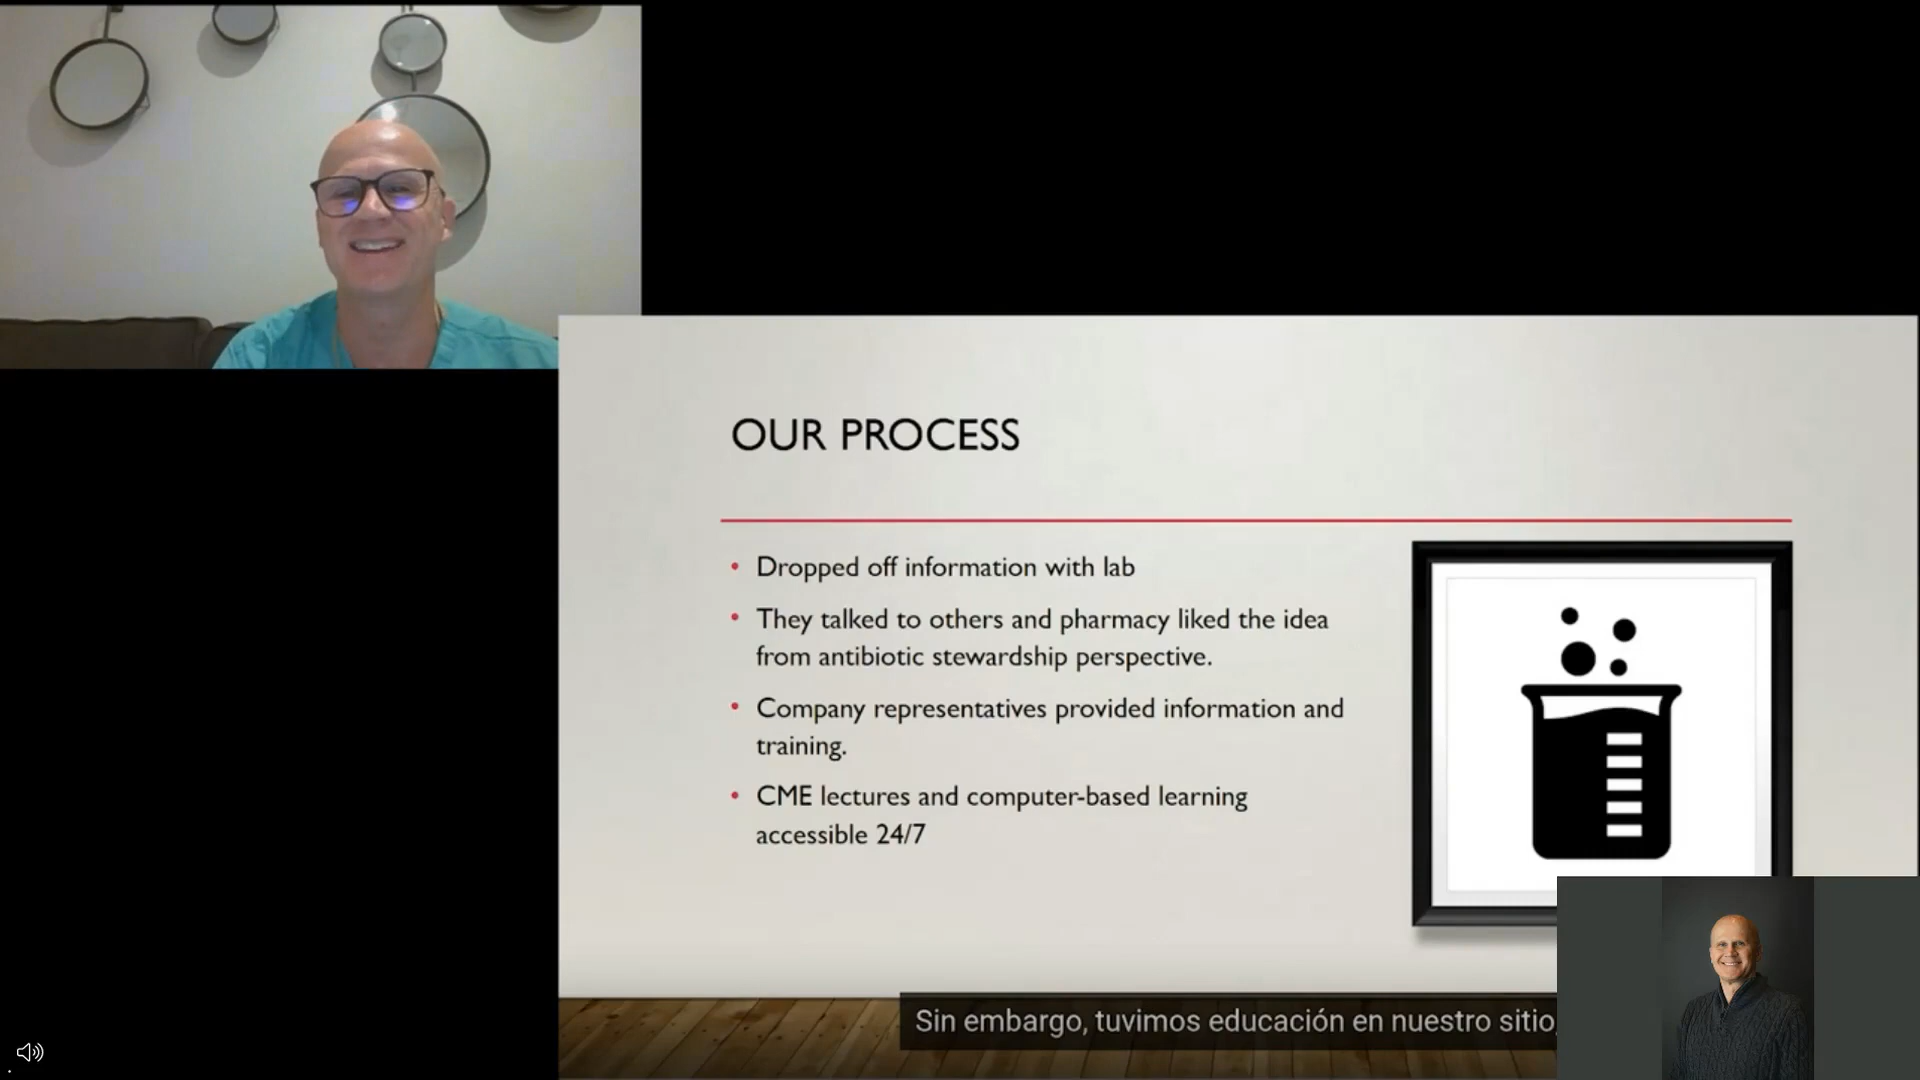 OUR PROCESS
• Dropped off information with lab
• They talked to others and pharmacy liked the idea
from antibiotic stewardship perspective.
• Company representatives provided information and
training.
• CME lectures and computer-based learning
accessible 24/7
Sin embargo, tuvimos educación en nuestro sitio,